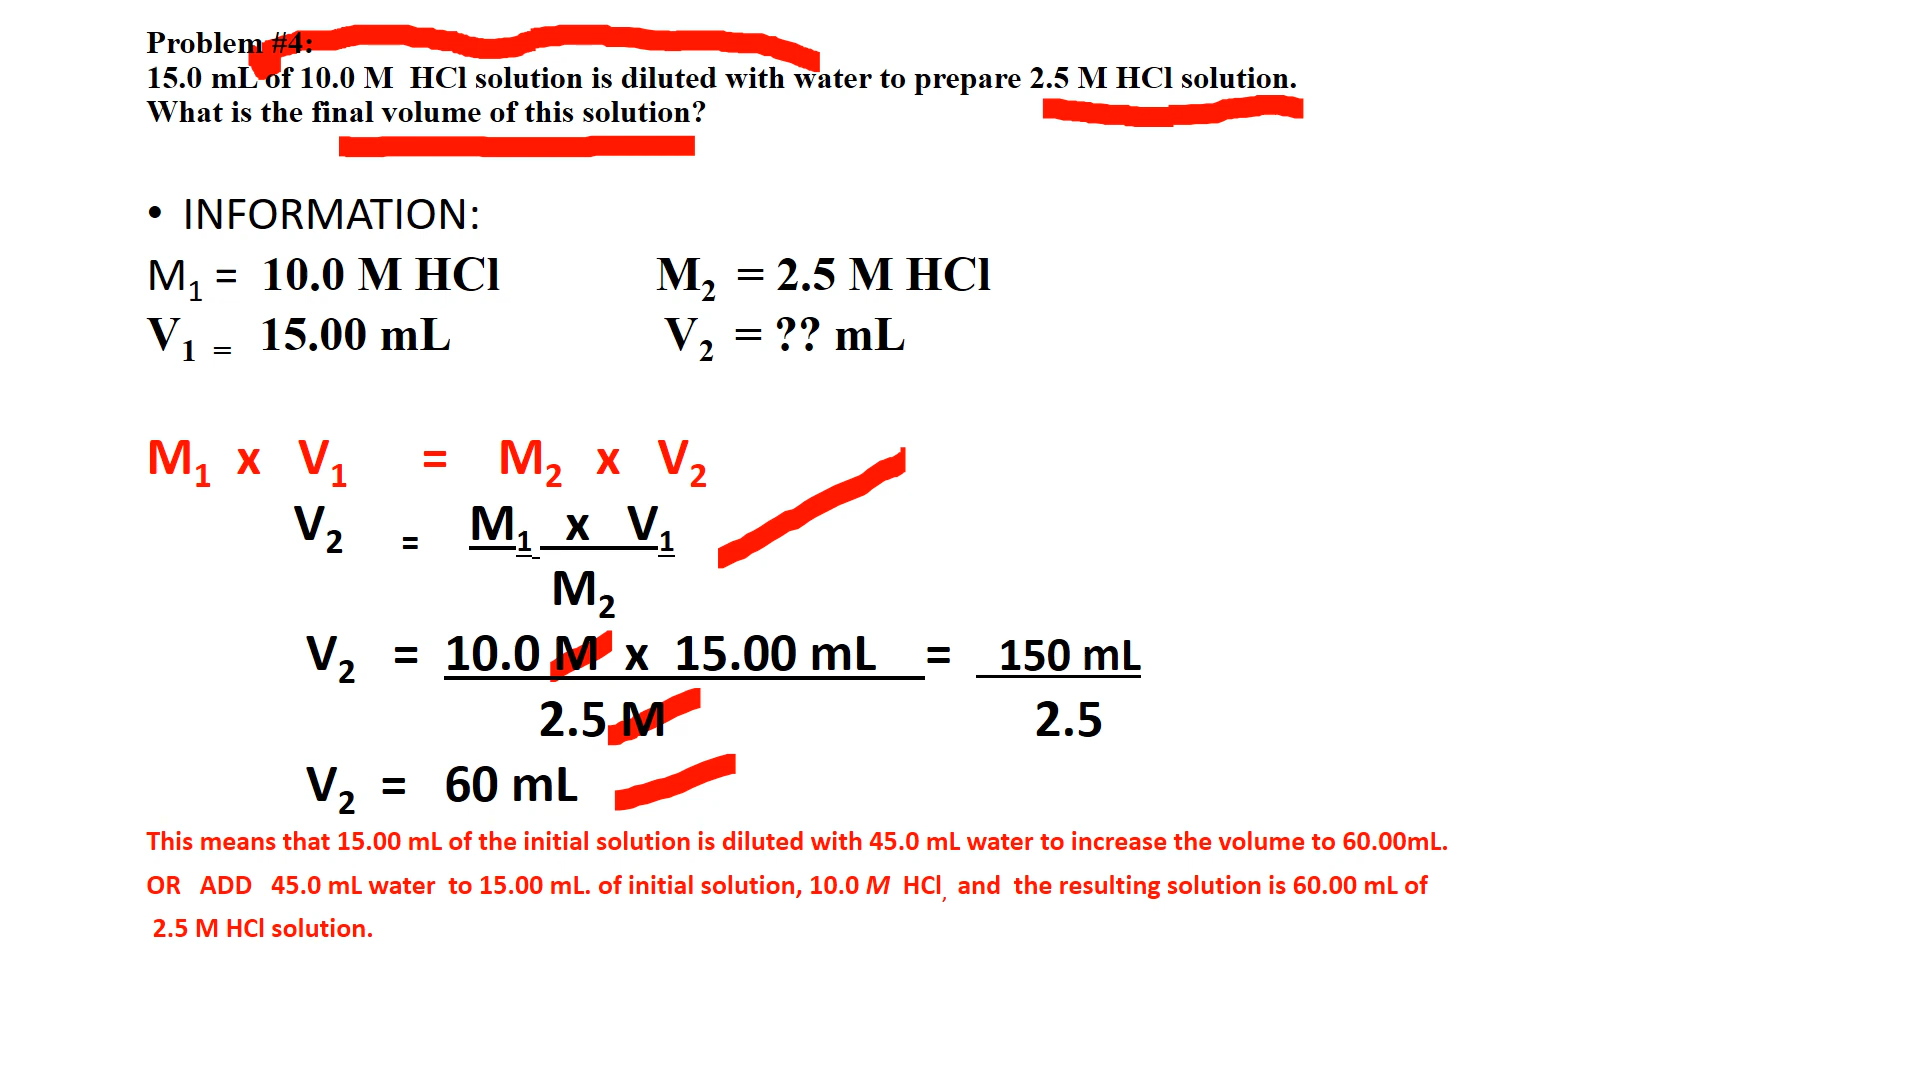 Problem #4:
15.0 mL of 10.0 M HCl solution is diluted with water to prepare 2.5 M HCl solution.
What is the final volume of this solution?
• INFORMATION:
M₁ = 10.0 M HCl M₂ = 2.5 M HCl
V₁ = 15.00 mL V₂ = ?? mL
M₁ x V₁ = M₂ x V₂
V₂ = M₁ x V₁
M₂
V₂ = 10.0 M x 15.00 mL = 150 mL
2.5 M 2.5
V₂ = 60 mL
This means that 15.00 mL of the initial solution is diluted with 45.0 mL water to increase the volume to 60.00mL.
OR ADD 45.0 mL water to 15.00 mL. of initial solution, 10.0 M HCl, and the resulting solution is 60.00 mL of
2.5 M HCl solution.